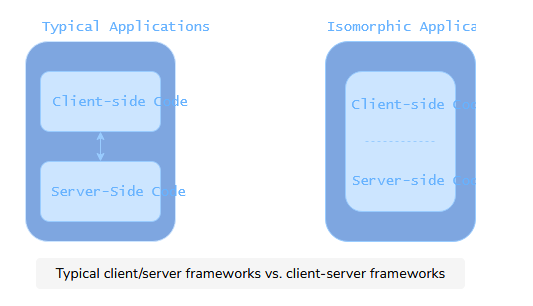 Typical Applications
Isomorphic Applica
Client-side Code
Client-side C
Server-Side Code
Server-side C
Typical client/server frameworks vs. client-server frameworks